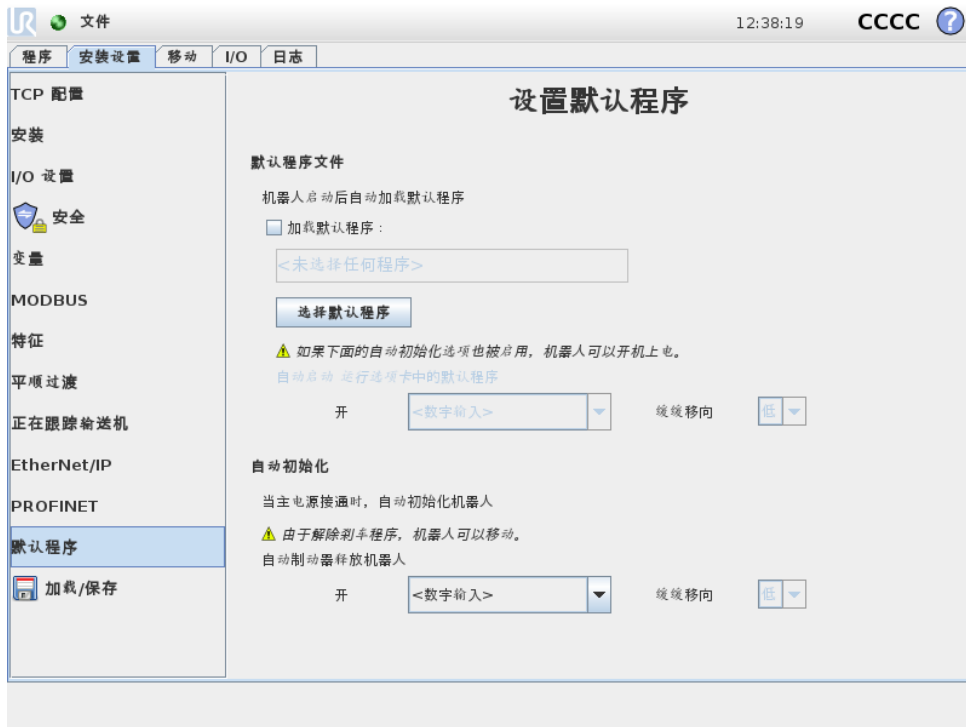 UR 文件 12:38:19 CCCC ?
程序 安装设置 移动 I/O 日志
TCP 配置
安装
I/O 设置
安全
变量
MODBUS
特征
平顺过渡
正在跟踪输送机
EtherNet/IP
PROFINET
默认程序
加载/保存
设置默认程序
默认程序文件
机器人启动后自动加载默认程序
加载默认程序：
<未选择任何程序>
选择默认程序
如果下面的自动初始化选项也被启用，机器人可以开机上电。
自动启动 运行选项卡中的默认程序
开 <数字输入> 缓缓移向 低
自动初始化
当主电源接通时，自动初始化机器人
由于解除刹车程序，机器人可以移动。
自动制动器释放机器人
开 <数字输入> 缓缓移向 低